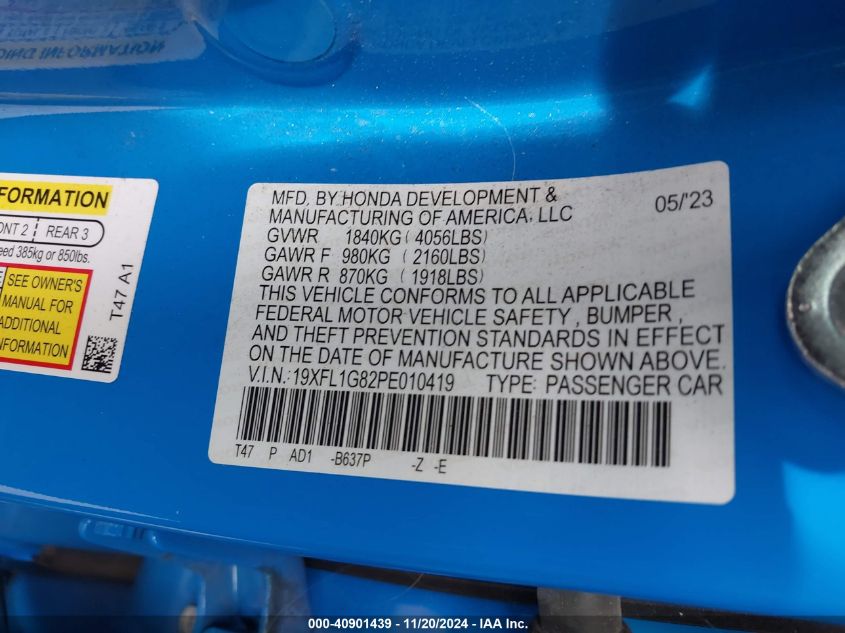 DING INFORMATION
FORMATION
ONT 2 REAR 3
eed 385kg or 850lbs.
SEE OWNER'S
MANUAL FOR
ADDITIONAL
NFORMATION
T47 A1
MFD. BY HONDA DEVELOPMENT & 05/'23
MANUFACTURING OF AMERICA, LLC
GVWR 1840KG (4056LBS)
GAWR F 980KG (2160LBS)
GAWR R 870KG (1918LBS)
THIS VEHICLE CONFORMS TO ALL APPLICABLE
FEDERAL MOTOR VEHICLE SAFETY, BUMPER,
AND THEFT PREVENTION STANDARDS IN EFFECT
ON THE DATE OF MANUFACTURE SHOWN ABOVE.
V.I.N.:19XFL1G82PE010419 TYPE: PASSENGER CAR
T47 P AD1 -B637P -Z -E
000-40901439 - 11/20/2024 - IAA Inc.